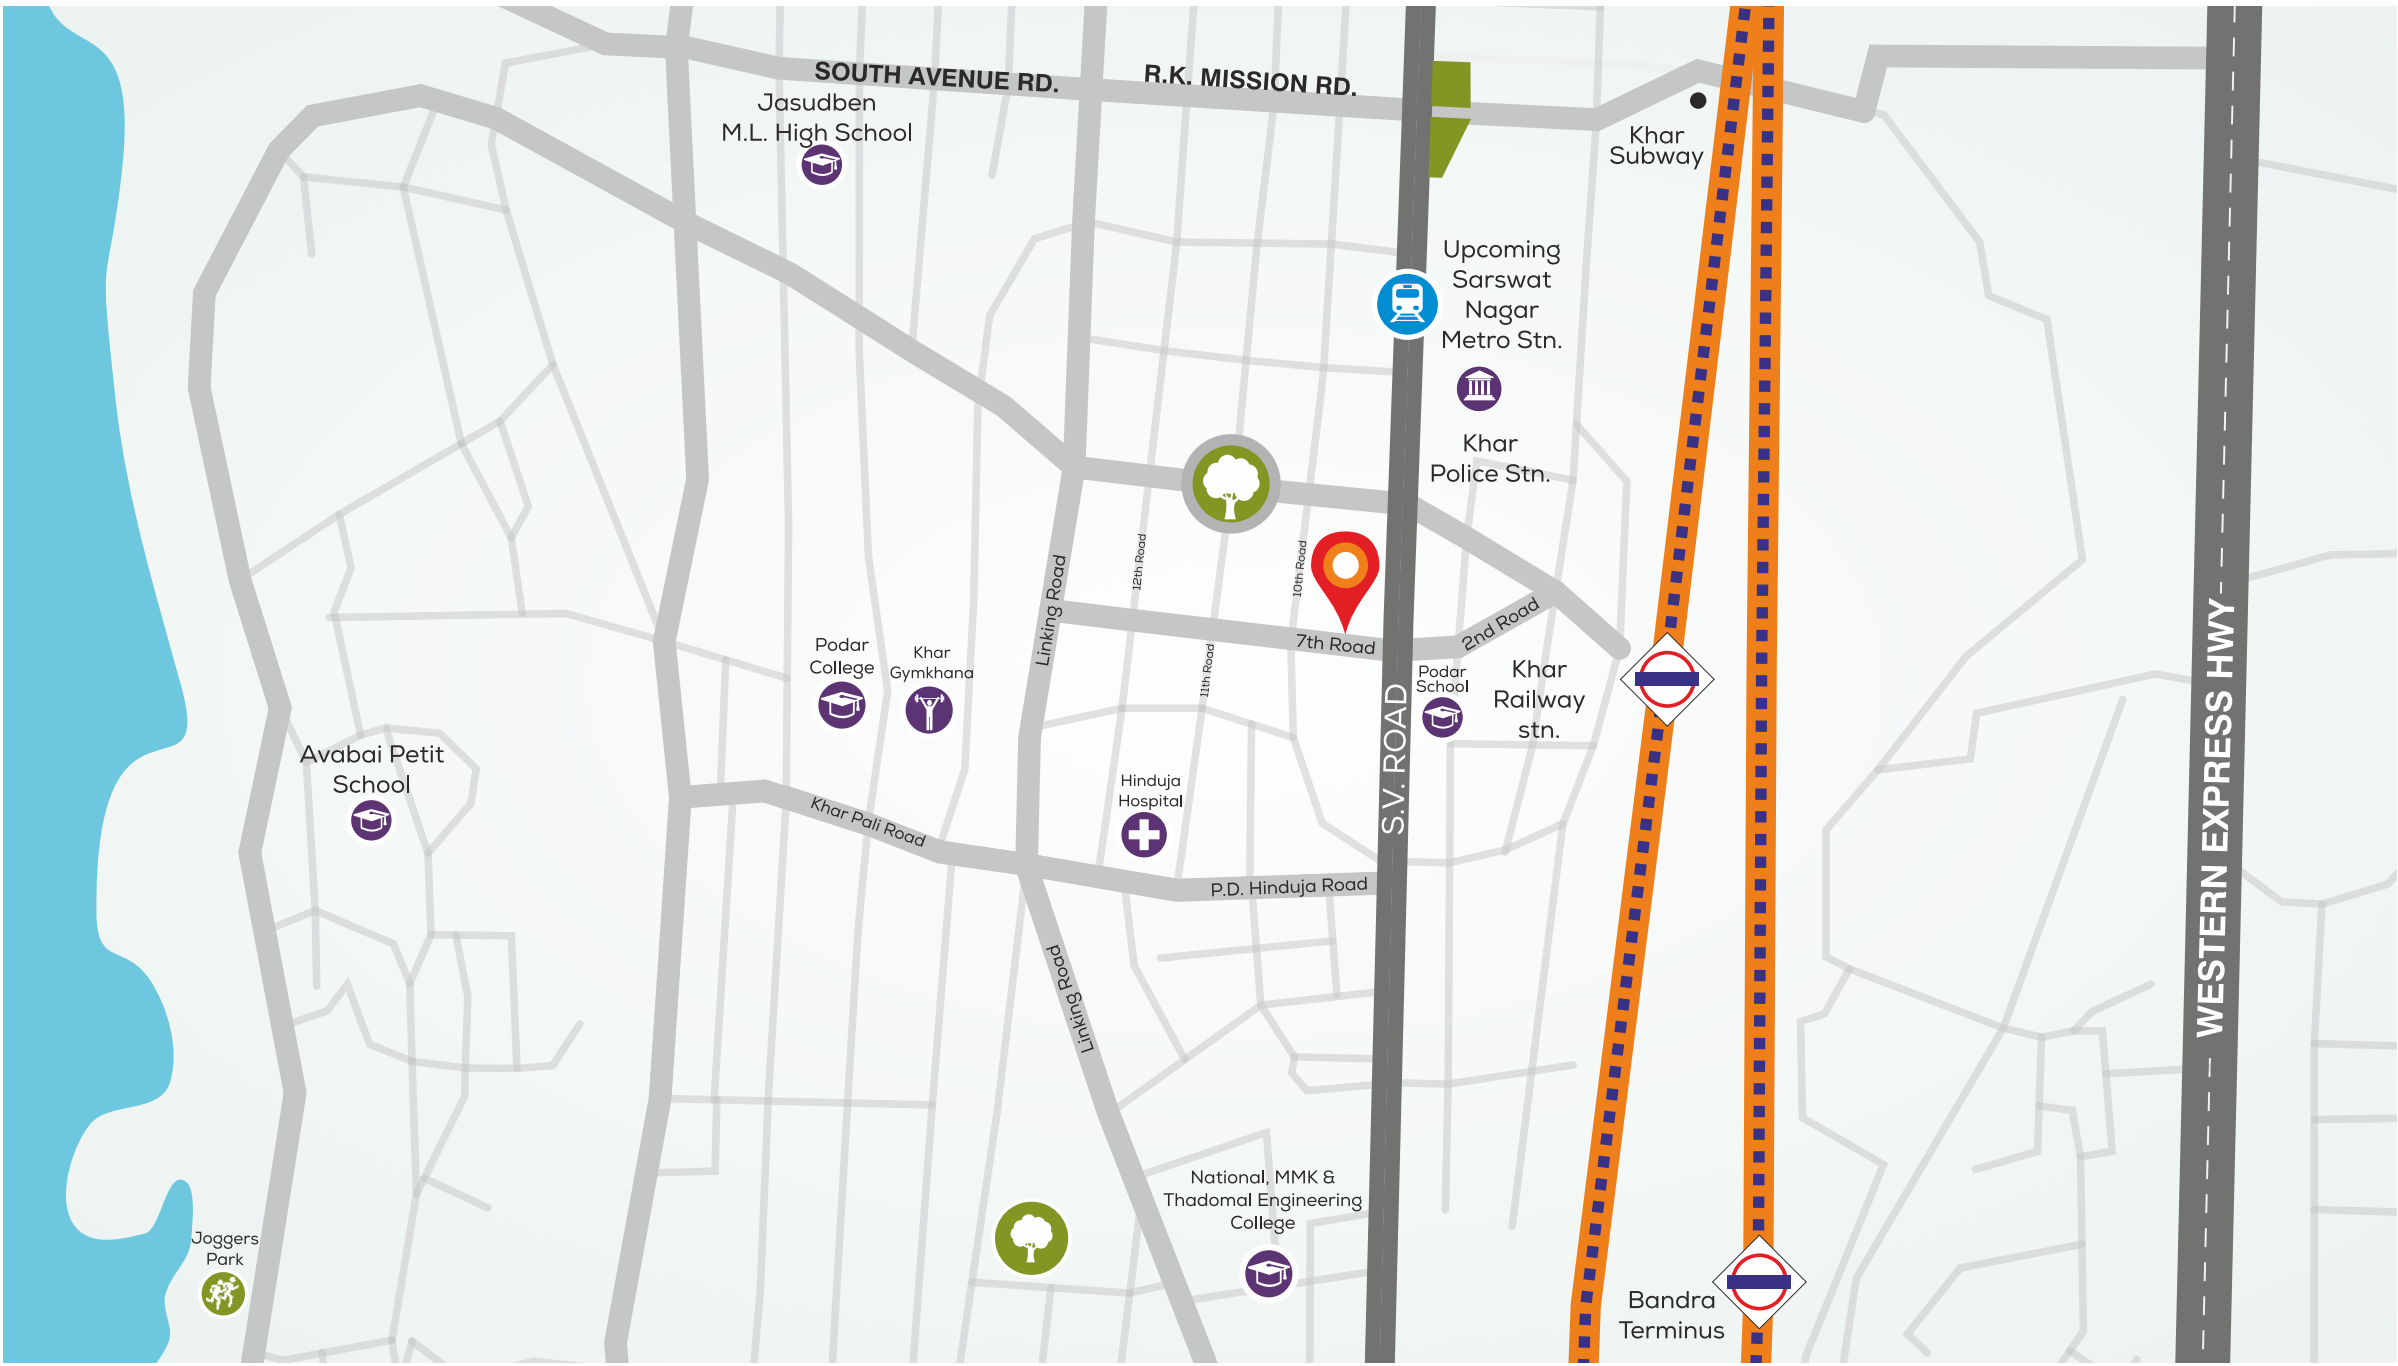 SOUTH AVENUE RD.
R.K. MISSION RD.
Jasudben
M.L. High School
Khar
Subway
Upcoming
Sarswat
Nagar
Metro Stn.
Khar
Police Stn.
12th Road
10th Road
Linking Road
7th Road
2nd Road
11th Road
Podar
College
Khar
Gymkhana
Podar
School
Khar
Railway
stn.
S.V. ROAD
WESTERN EXPRESS HWY
Avabai Petit
School
Khar Pali Road
Hinduja
Hospital
P.D. Hinduja Road
Linking Road
National, MMK &
Thadomal Engineering
College
Joggers
Park
Bandra
Terminus